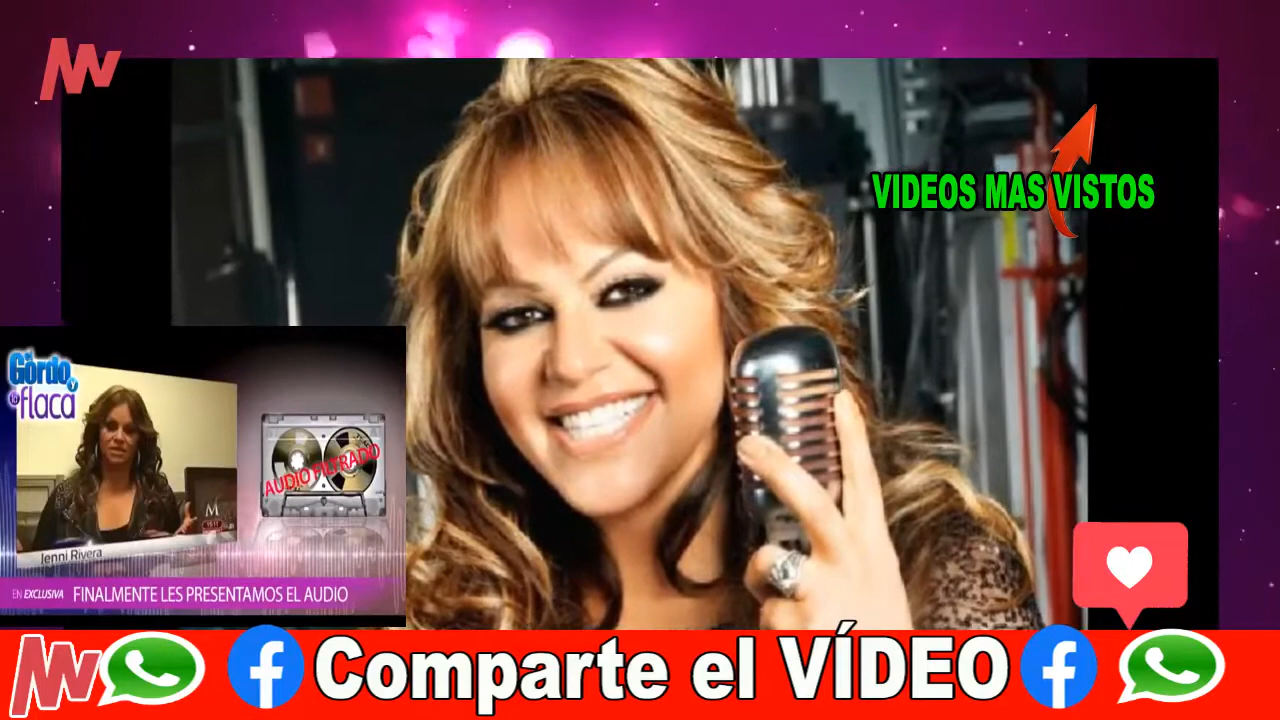 VIDEOS MAS VISTOS
el Gordo y
la flaca
AUDIO FILTRADO
M
Jenni Rivera
EN EXCLUSIVA FINALMENTE LES PRESENTAMOS EL AUDIO
Comparte el VÍDEO